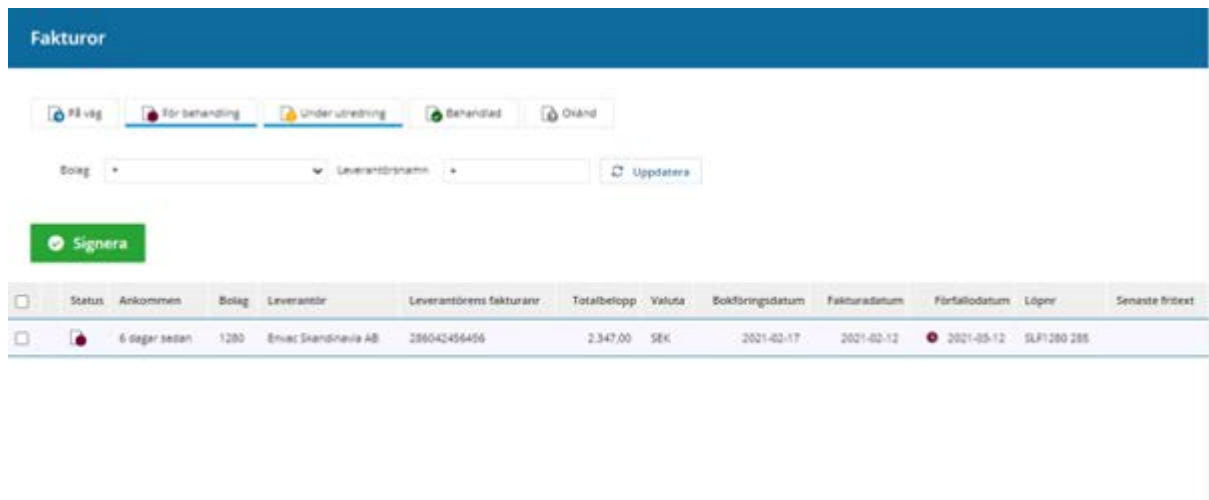 Fakturor
På väg För behandling Under utredning Behandlad Okänd
Bolag * Leverantörsnamn * Uppdatera
Signera
Status Ankommen Bolag Leverantör Leverantörens fakturanr Totalbelopp Valuta Bokföringsdatum Fakturadatum Förfallodatum Löpnr Senaste fritext
6 dagar sedan 1280 Envac Skandinavia AB 286042456456 2.347,00 SEK 2021-02-17 2021-02-12 2021-03-12 SLF1280 285